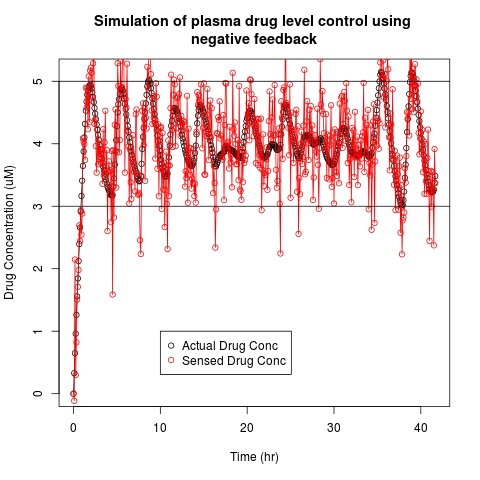 Simulation of plasma drug level control using
negative feedback
Drug Concentration (uM)
5
4
3
2
1
0
Actual Drug Conc
Sensed Drug Conc
0 10 20 30 40
Time (hr)